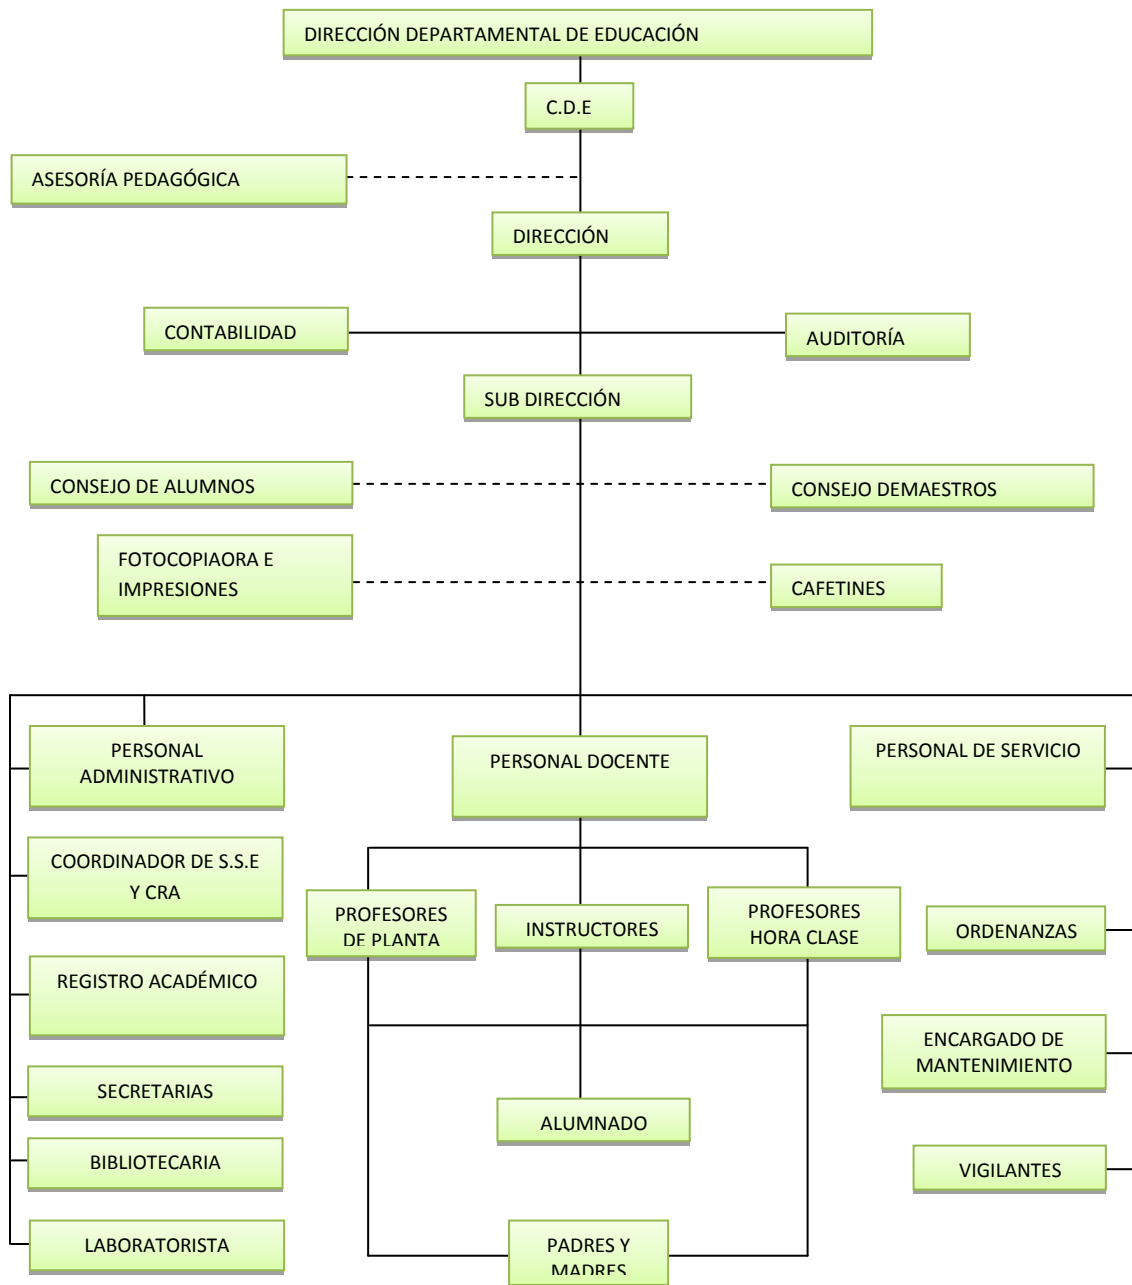 DIRECCIÓN DEPARTAMENTAL DE EDUCACIÓN
C.D.E
ASESORÍA PEDAGÓGICA
DIRECCIÓN
CONTABILIDAD
AUDITORÍA
SUB DIRECCIÓN
CONSEJO DE ALUMNOS
CONSEJO DEMAESTROS
FOTOCOPIAORA E
IMPRESIONES
CAFETINES
PERSONAL
ADMINISTRATIVO
PERSONAL DOCENTE
PERSONAL DE SERVICIO
COORDINADOR DE S.S.E
Y CRA
PROFESORES
DE PLANTA
INSTRUCTORES
PROFESORES
HORA CLASE
ORDENANZAS
REGISTRO ACADÉMICO
ENCARGADO DE
MANTENIMIENTO
SECRETARIAS
ALUMNADO
BIBLIOTECARIA
VIGILANTES
LABORATORISTA
PADRES Y
MADRES